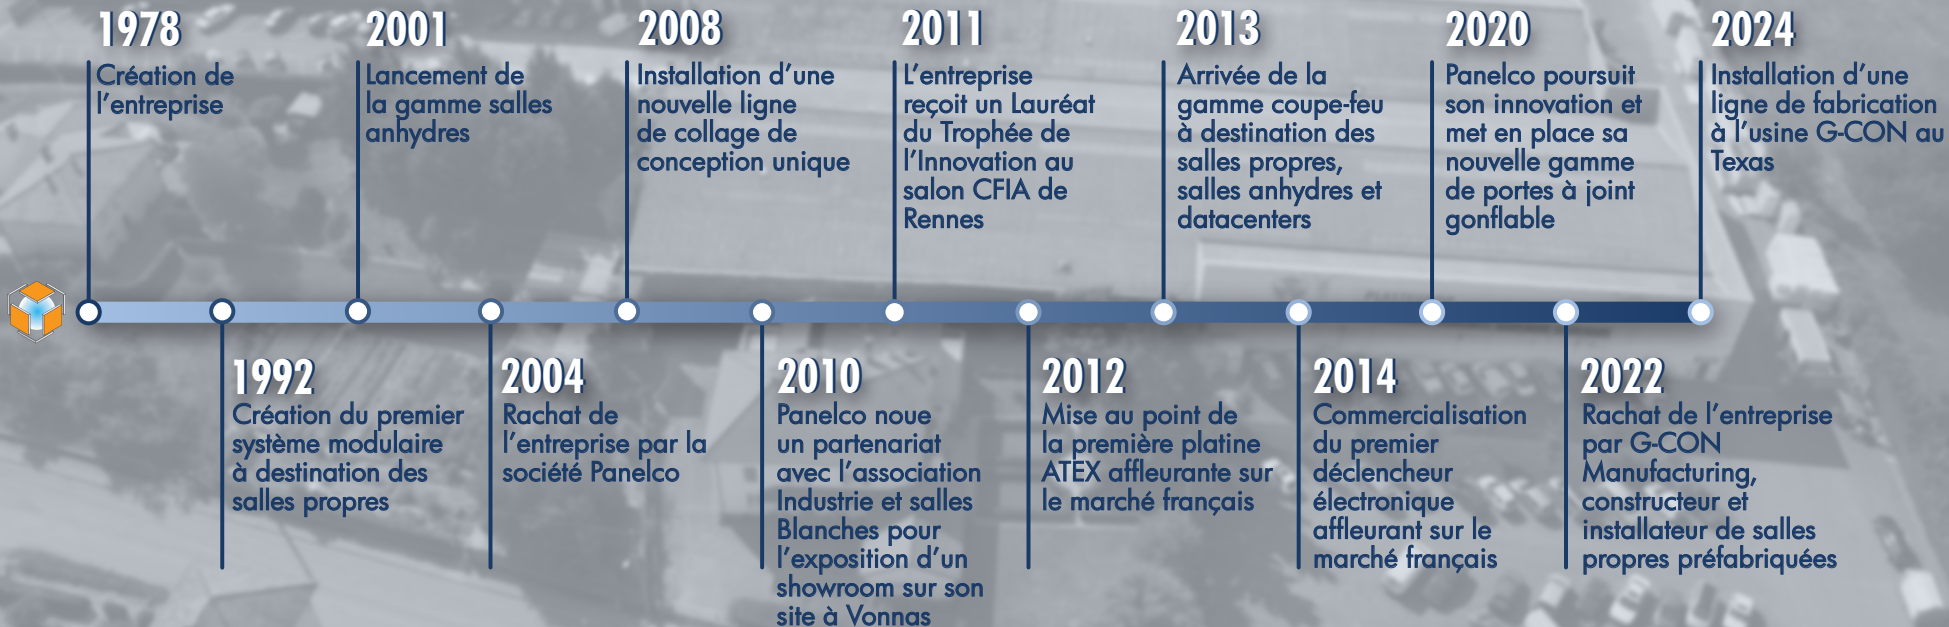 1978
Création de
l'entreprise
1992
Création du premier
système modulaire
à destination des
salles propres
2001
Lancement de
la gamme salles
anhydres
2004
Rachat de
l'entreprise par la
société Panelco
2008
Installation d'une
nouvelle ligne
de collage de
conception unique
2010
Panelco noue
un partenariat
avec l'association
Industrie et salles
Blanches pour
l'exposition d'un
showroom sur son
site à Vonnas
2011
L'entreprise
reçoit un Lauréat
du Trophée de
l'Innovation au
salon CFIA de
Rennes
2012
Mise au point de
la première platine
ATEX affleurante sur
le marché français
2013
Arrivée de la
gamme coupe-feu
à destination des
salles propres,
salles anhydres et
datacenters
2014
Commercialisation
du premier
déclencheur
électronique
affleurant sur le
marché français
2020
Panelco poursuit
son innovation et
met en place sa
nouvelle gamme
de portes à joint
gonflable
2022
Rachat de l'entreprise
par G-CON
Manufacturing,
constructeur et
installateur de salles
propres préfabriquées
2024
Installation d'une
ligne de fabrication
à l'usine G-CON au
Texas